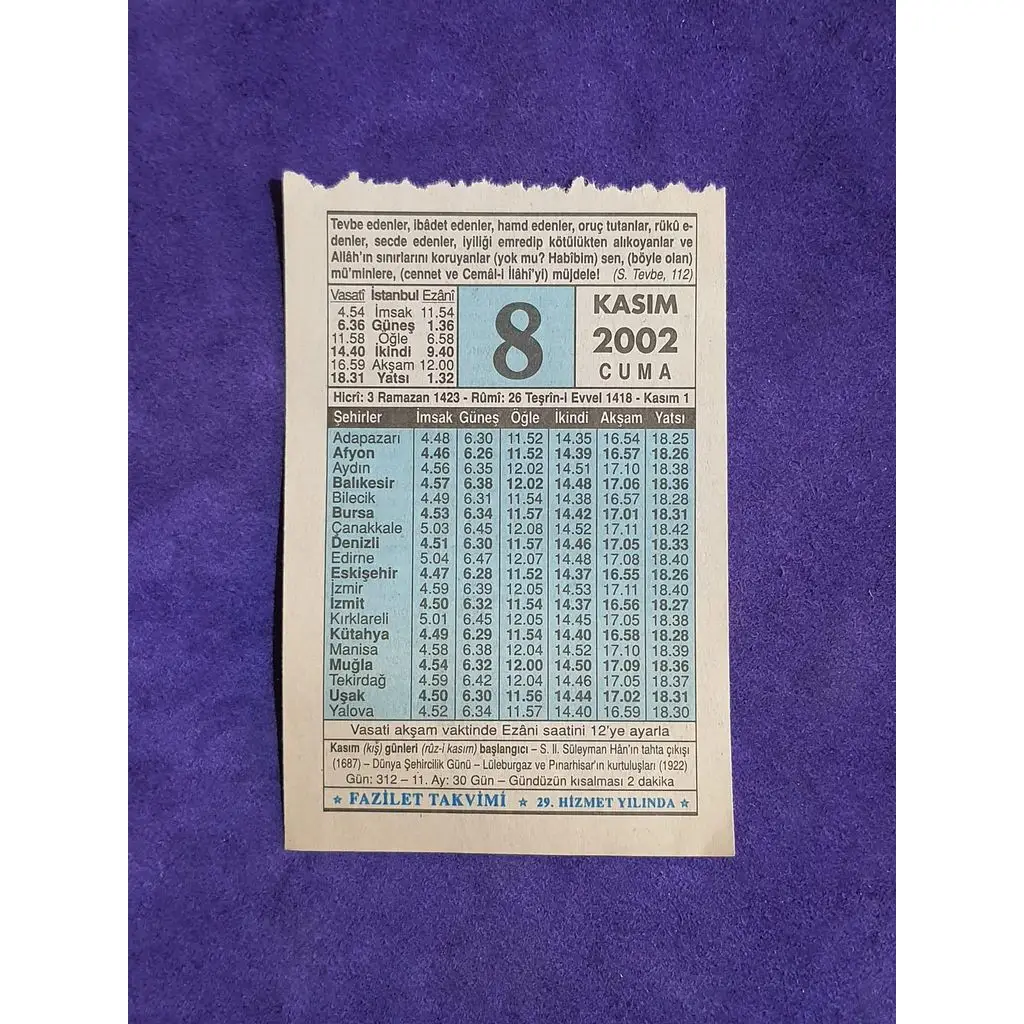 Tevbe edenler, ibâdet edenler, hamd edenler, oruç tutanlar, rükû e-
denler, secde edenler, iyiliği emredip kötülükten alıkoyanlar ve
Allâh'ın sınırlarını koruyanlar (yok mu? Habîbim) sen, (böyle olan)
mü'minlere, (cennet ve Cemâl-i İlâhî'yi) müjdele! (S. Tevbe, 112)
Vasatî İstanbul Ezânî
4.54 İmsak 11.54
6.36 Güneş 1.36
11.58 Öğle 6.58
14.40 İkindi 9.40
16.59 Akşam 12.00
18.31 Yatsı 1.32
8
KASIM
2002
CUMA
Hicrî: 3 Ramazan 1423 - Rûmî: 26 Teşrîn-i Evvel 1418 - Kasım 1
Şehirler İmsak Güneş Öğle İkindi Akşam Yatsı
Adapazarı 4.48 6.30 11.52 14.35 16.54 18.25
Afyon 4.46 6.26 11.52 14.39 16.57 18.26
Aydın 4.56 6.35 12.02 14.51 17.10 18.38
Balıkesir 4.57 6.38 12.02 14.48 17.06 18.36
Bilecik 4.49 6.31 11.54 14.38 16.57 18.28
Bursa 4.53 6.34 11.57 14.42 17.01 18.31
Çanakkale 5.03 6.45 12.08 14.52 17.11 18.42
Denizli 4.51 6.30 11.57 14.46 17.05 18.33
Edirne 5.04 6.47 12.07 14.48 17.08 18.40
Eskişehir 4.47 6.28 11.52 14.37 16.55 18.26
İzmir 4.59 6.39 12.05 14.53 17.11 18.40
İzmit 4.50 6.32 11.54 14.37 16.56 18.27
Kırklareli 5.01 6.45 12.05 14.45 17.05 18.38
Kütahya 4.49 6.29 11.54 14.40 16.58 18.28
Manisa 4.58 6.38 12.04 14.52 17.10 18.39
Muğla 4.54 6.32 12.00 14.50 17.09 18.36
Tekirdağ 4.59 6.42 12.04 14.46 17.05 18.37
Uşak 4.50 6.30 11.56 14.44 17.02 18.31
Yalova 4.52 6.34 11.57 14.40 16.59 18.30
Vasati akşam vaktinde Ezâni saatini 12'ye ayarla
Kasım (kış) günleri (rûz-i kasım) başlangıcı – S. II. Süleyman Hân'ın tahta çıkışı
(1687) – Dünya Şehircilik Günü – Lüleburgaz ve Pınarhisar'ın kurtuluşları (1922)
Gün: 312 – 11. Ay: 30 Gün – Gündüzün kısalması 2 dakika
★ FAZİLET TAKVİMİ ★ 29. HİZMET YILINDA ★